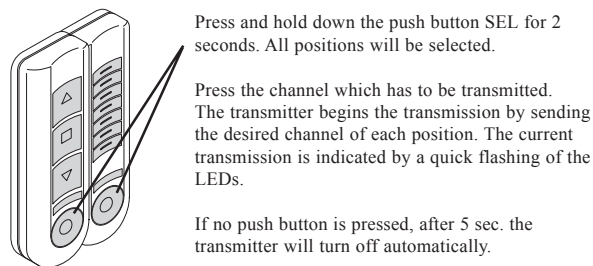 Press and hold down the push button SEL for 2
seconds. All positions will be selected.
Press the channel which has to be transmitted.
The transmitter begins the transmission by sending
the desired channel of each position. The current
transmission is indicated by a quick flashing of the
LEDs.
If no push button is pressed, after 5 sec. the
transmitter will turn off automatically.